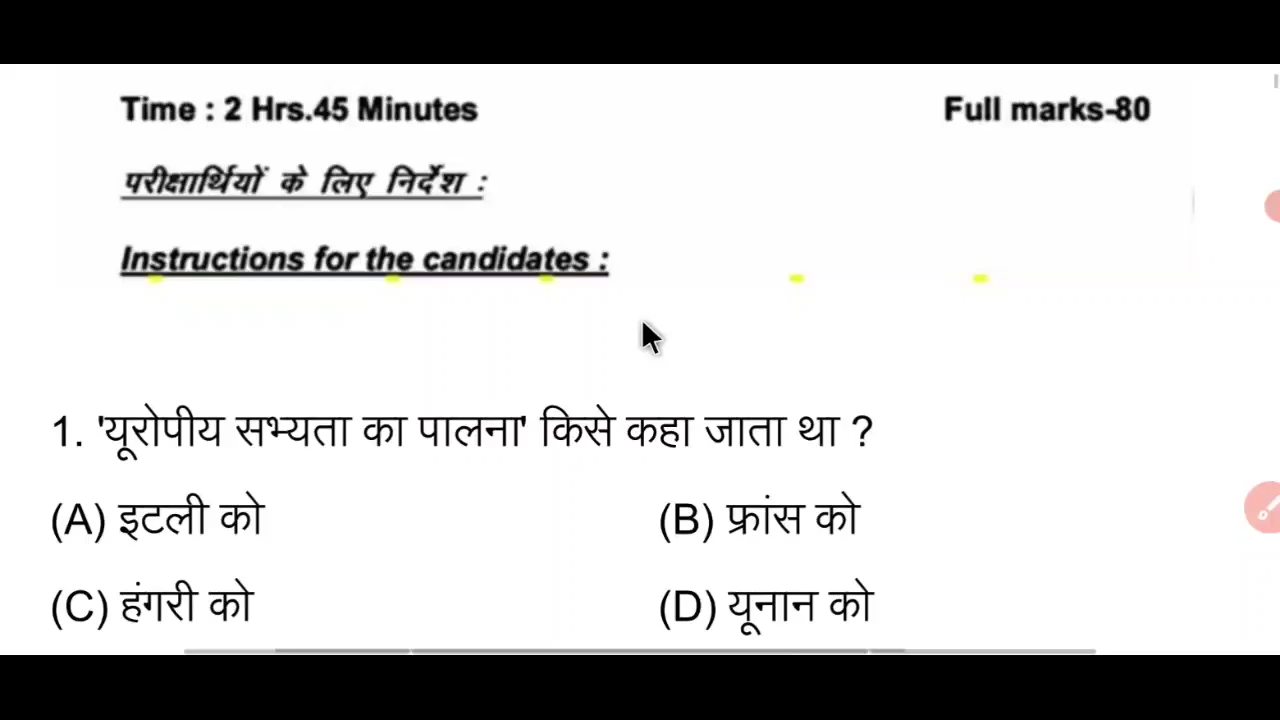 Time : 2 Hrs.45 Minutes Full marks-80
परीक्षार्थियों के लिए निर्देश :
Instructions for the candidates :
1. 'यूरोपीय सभ्यता का पालना' किसे कहा जाता था ?
(A) इटली को (B) फ्रांस को
(C) हंगरी को (D) यूनान को